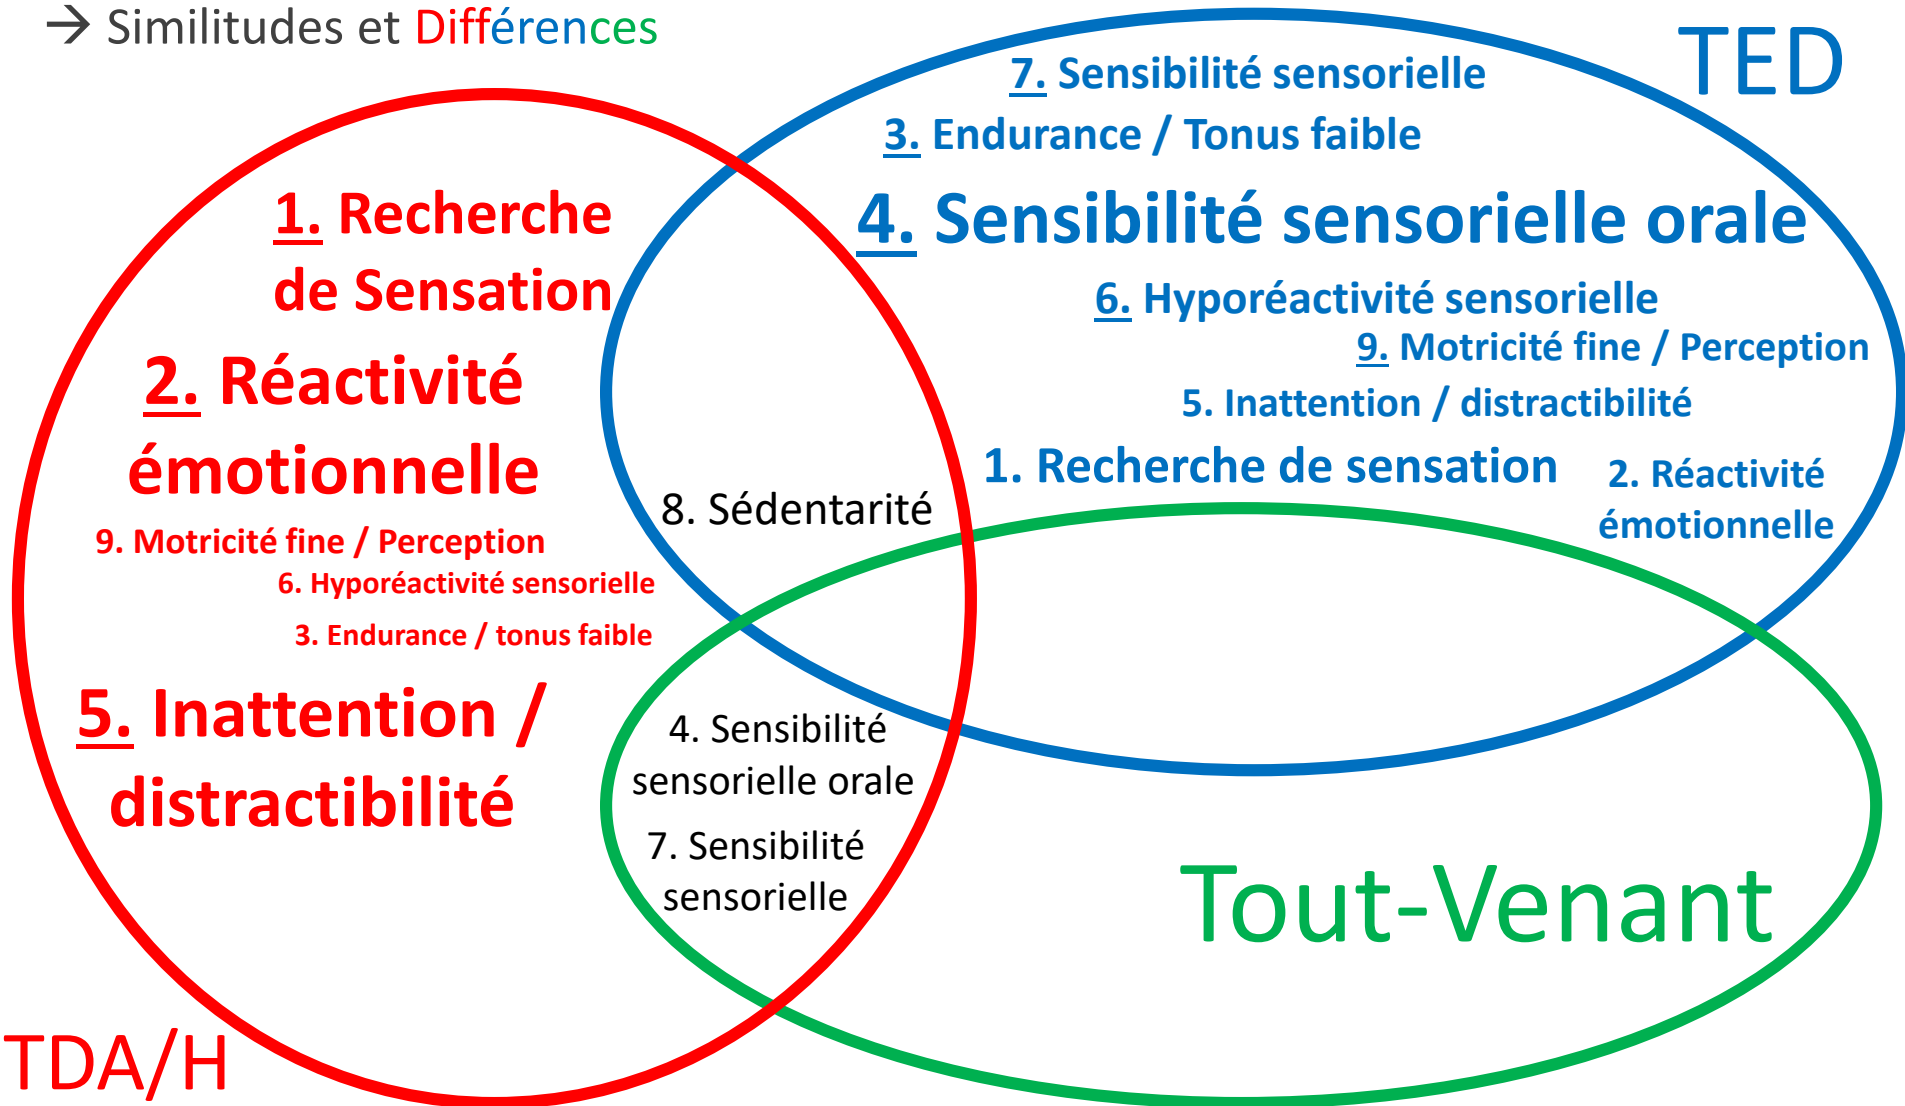 → Similitudes et Différences
TED
7. Sensibilité sensorielle
3. Endurance / Tonus faible
4. Sensibilité sensorielle orale
6. Hyporéactivité sensorielle
9. Motricité fine / Perception
5. Inattention / distractibilité
1. Recherche de sensation
2. Réactivité
émotionnelle
1. Recherche
de Sensation
2. Réactivité
émotionnelle
9. Motricité fine / Perception
6. Hyporéactivité sensorielle
3. Endurance / tonus faible
5. Inattention /
distractibilité
8. Sédentarité
4. Sensibilité
sensorielle orale
7. Sensibilité
sensorielle
Tout-Venant
TDA/H